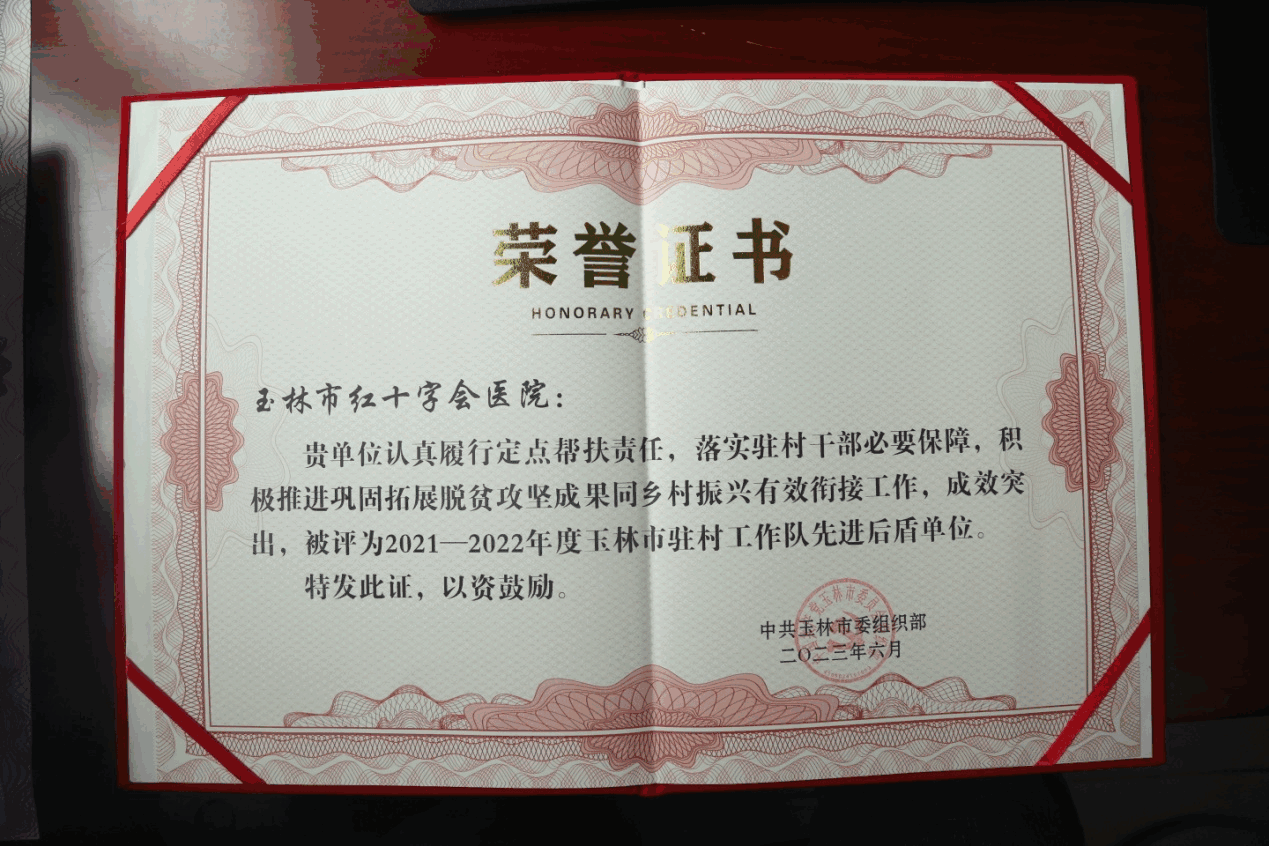 荣誉证书
HONORARY CREDENTIAL
玉林市红十字会医院：
贵单位认真履行定点帮扶责任，落实驻村干部必要保障，积
极推进巩固拓展脱贫攻坚成果同乡村振兴有效衔接工作，成效突
出，被评为2021—2022年度玉林市驻村工作队先进后盾单位。
特发此证，以资鼓励。
中共玉林市委组织部
二〇二三年六月